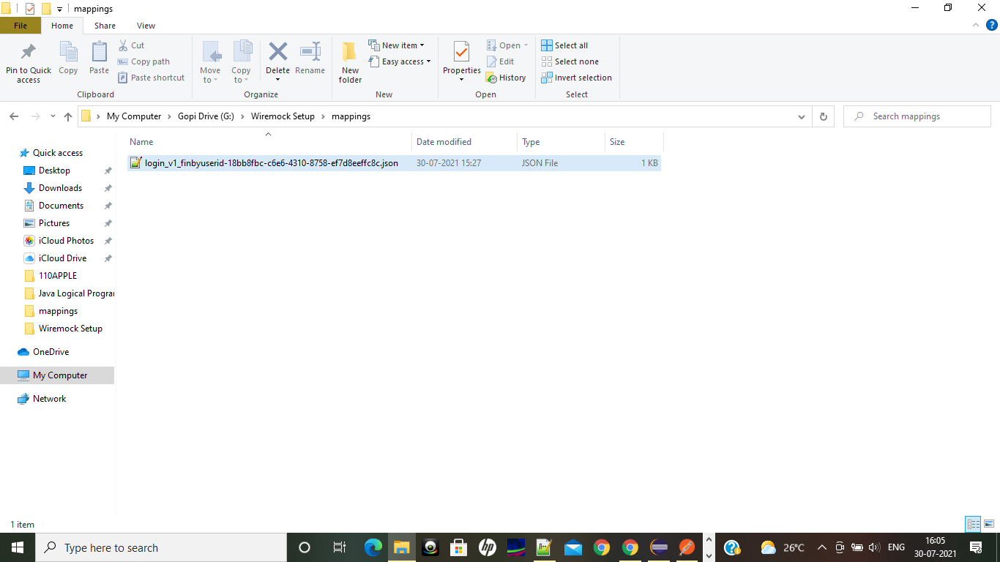 mappings
File Home Share View
Pin to Quick access
Copy
Paste
Cut
Copy path
Paste shortcut
Clipboard
Move to
Copy to
Delete
Rename
Organize
New folder
New item
Easy access
New
Properties
Open
Edit
History
Open
Select all
Select none
Invert selection
Select
My Computer Gopi Drive (G:) Wiremock Setup mappings
Search mappings
Name Date modified Type Size
login_v1_finbyuserid-18bb8fbc-c6e6-4310-8758-ef7d8eeffc8c.json 30-07-2021 15:27 JSON File 1 KB
Quick access
Desktop
Downloads
Documents
Pictures
iCloud Photos
iCloud Drive
110APPLE
Java Logical Progra
mappings
Wiremock Setup
OneDrive
My Computer
Network
1 item
Type here to search
hp
26°C
ENG
16:05
30-07-2021